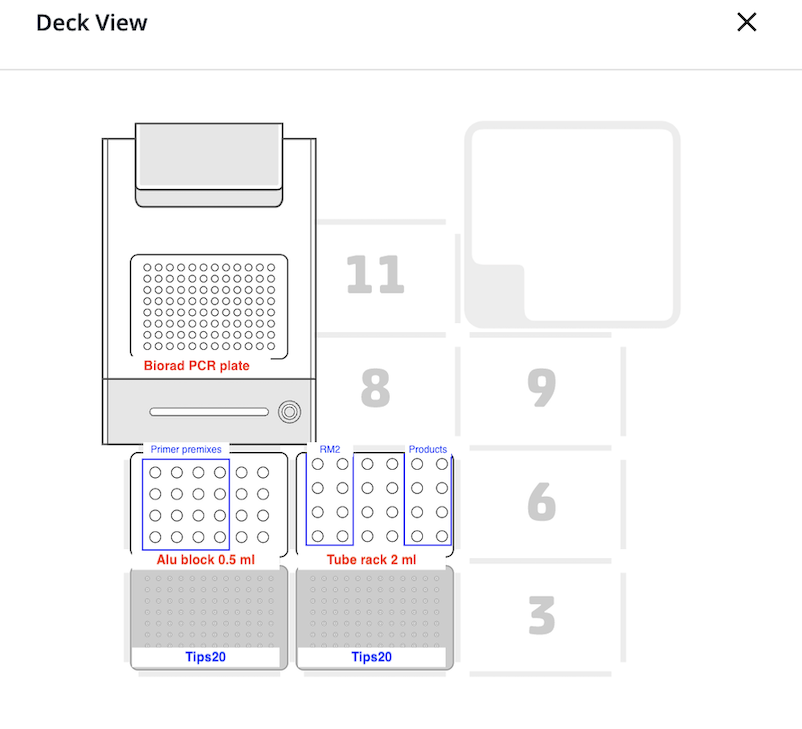 Deck View
11
Biorad PCR plate
8
9
Primer premixes
RM2
Products
6
Alu block 0.5 ml
Tube rack 2 ml
3
Tips20
Tips20